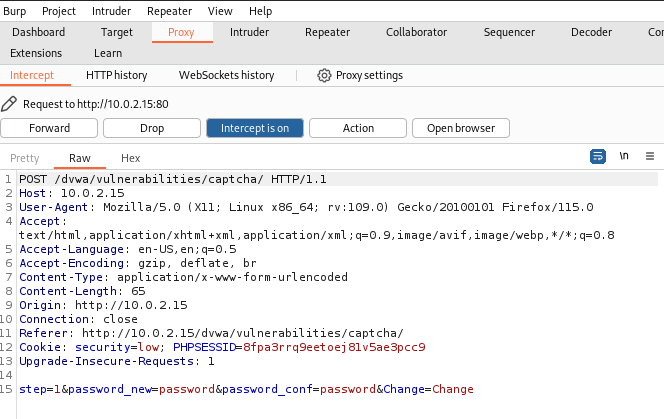 Burp Project Intruder Repeater View Help
Dashboard Target Proxy Intruder Repeater Collaborator Sequencer Decoder
Extensions Learn
Intercept HTTP history WebSockets history Proxy settings
Request to http://10.0.2.15:80
Forward Drop Intercept is on Action Open browser
Pretty Raw Hex \n
1 POST /dvwa/vulnerabilities/captcha/ HTTP/1.1
2 Host: 10.0.2.15
3 User-Agent: Mozilla/5.0 (X11; Linux x86_64; rv:109.0) Gecko/20100101 Firefox/115.0
4 Accept:
text/html,application/xhtml+xml,application/xml;q=0.9,image/avif,image/webp,*/*;q=0.8
5 Accept-Language: en-US,en;q=0.5
6 Accept-Encoding: gzip, deflate, br
7 Content-Type: application/x-www-form-urlencoded
8 Content-Length: 65
9 Origin: http://10.0.2.15
10 Connection: close
11 Referer: http://10.0.2.15/dvwa/vulnerabilities/captcha/
12 Cookie: security=low; PHPSESSID=8fpa3rrq9eetoej81v5ae3pcc9
13 Upgrade-Insecure-Requests: 1
14
15 step=1&password_new=password&password_conf=password&Change=Change